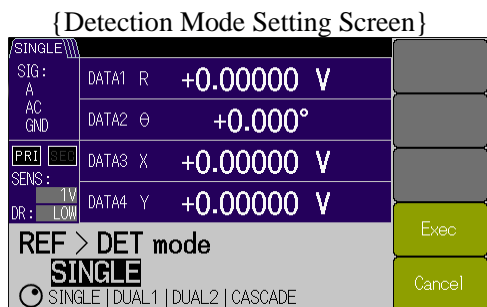 {Detection Mode Setting Screen}
SINGLE
SIG:
A
AC
GND
DATA1 R +0.00000 V
DATA2 θ +0.000°
PRI SEC
SENS:
1V
DR: LOW
DATA3 X +0.00000 V
DATA4 Y +0.00000 V
REF > DET mode
SINGLE
SINGLE | DUAL1 | DUAL2 | CASCADE
Exec
Cancel